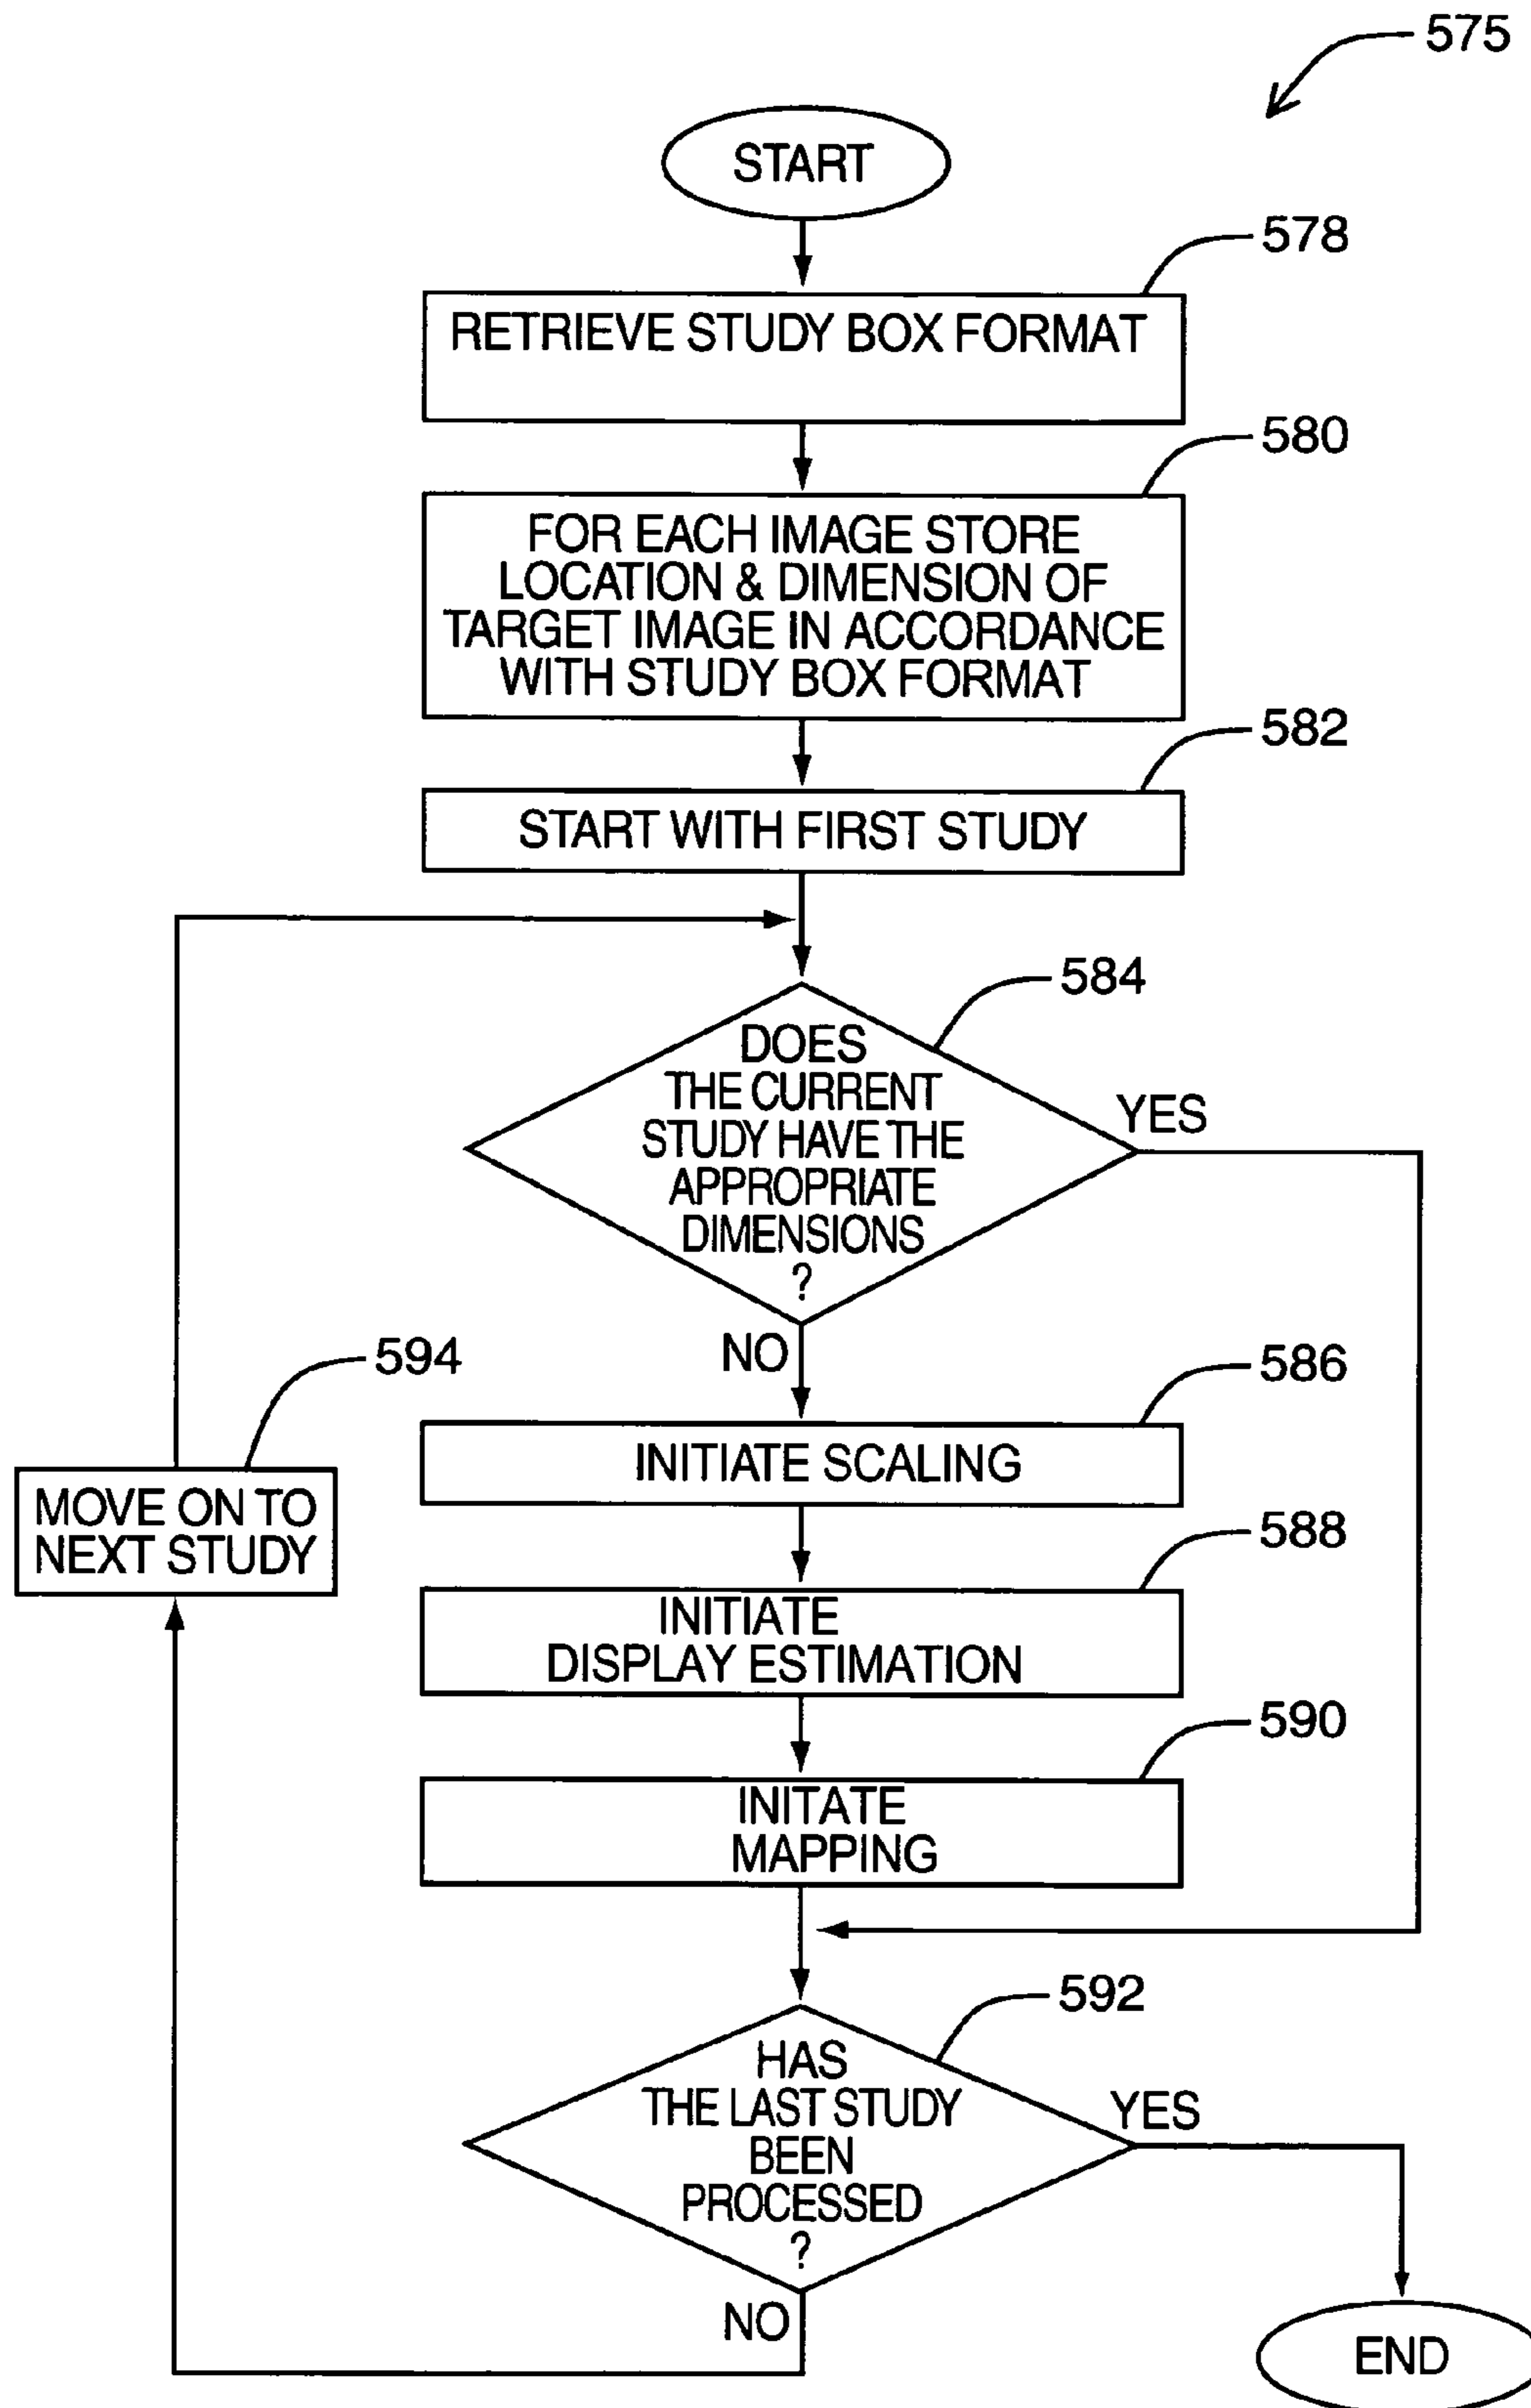 575
START
578
RETRIEVE STUDY BOX FORMAT
580
FOR EACH IMAGE STORE
LOCATION & DIMENSION OF
TARGET IMAGE IN ACCORDANCE
WITH STUDY BOX FORMAT
582
START WITH FIRST STUDY
584
DOES
THE CURRENT
STUDY HAVE THE
APPROPRIATE
DIMENSIONS
?
YES
NO
594
MOVE ON TO
NEXT STUDY
586
INITIATE SCALING
588
INITIATE
DISPLAY ESTIMATION
590
INITATE
MAPPING
592
HAS
THE LAST STUDY
BEEN
PROCESSED
?
YES
NO
END